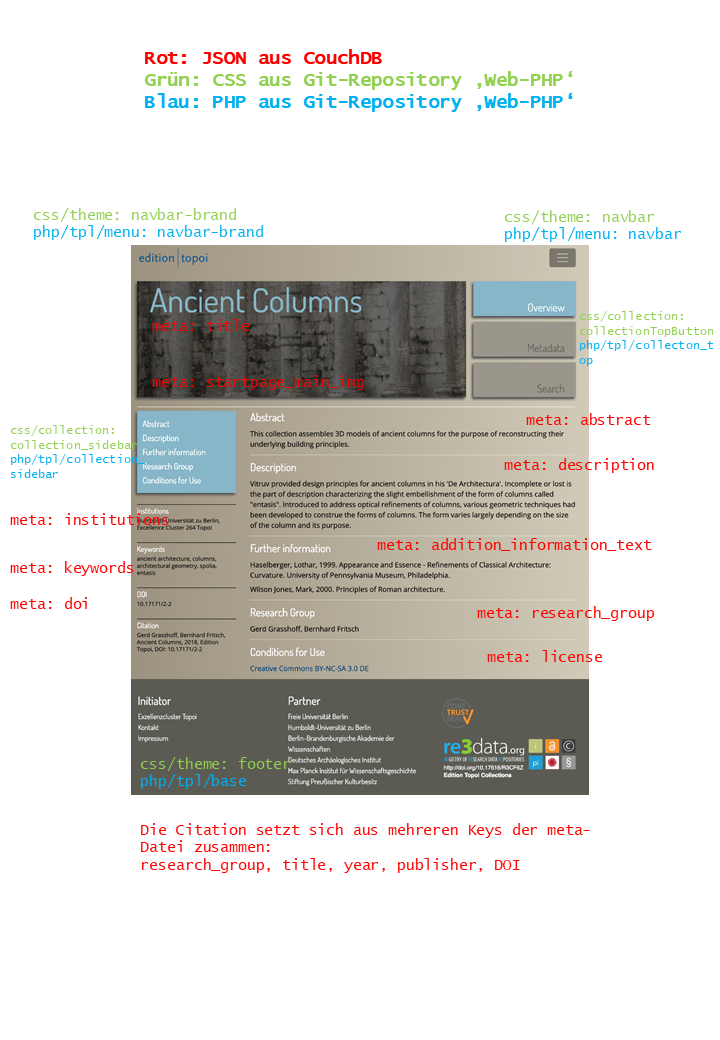 Rot: JSON aus CouchDB
Grün: CSS aus Git-Repository ‚Web-PHP‘
Blau: PHP aus Git-Repository ‚Web-PHP‘
css/theme: navbar-brand
php/tpl/menu: navbar-brand
css/theme: navbar
php/tpl/menu: navbar
edition topoi
Ancient Columns
meta: title
meta: startpage_main_img
Overview
Metadata
Search
css/collection:
collectionTopButton
php/tpl/collecton_t
op
css/collection:
collection_sidebar
php/tpl/collection_
sidebar
Abstract
Description
Further information
Research Group
Conditions for Use
meta: institutions
Institutions
Humboldt-Universität zu Berlin,
Excellence Cluster 264 Topoi
meta: keywords
Keywords
ancient architecture, columns,
architectural geometry, spolia,
entasis
meta: doi
DOI
10.17171/2-2
Citation
Gerd Grasshoff, Bernhard Fritsch,
Ancient Columns, 2018, Edition
Topoi, DOI: 10.17171/2-2
Abstract
meta: abstract
This collection assembles 3D models of ancient columns for the purpose of reconstructing their
underlying building principles.
Description
meta: description
Vitruv provided design principles for ancient columns in his 'De Architectura'. Incomplete or lost is
the part of description characterizing the slight embellishment of the form of columns called
"entasis". Introduced to address optical refinements of columns, various geometric techniques had
been developed to construe the forms of columns. The form varies largely depending on the size
of the column and its purpose.
Further information
meta: addition_information_text
Haselberger, Lothar, 1999. Appearance and Essence - Refinements of Classical Architecture:
Curvature. University of Pennsylvania Museum, Philadelphia.
Wilson Jones, Mark, 2000. Principles of Roman architecture.
Research Group
meta: research_group
Gerd Grasshoff, Bernhard Fritsch
Conditions for Use
meta: license
Creative Commons BY-NC-SA 3.0 DE
Initiator
Exzellenzcluster Topoi
Kontakt
Impressum
css/theme: footer
php/tpl/base
Partner
Freie Universität Berlin
Humboldt-Universität zu Berlin
Berlin-Brandenburgische Akademie der
Wissenschaften
Deutsches Archäologisches Institut
Max Planck Institut für Wissenschaftsgeschichte
Stiftung Preußischer Kulturbesitz
CORE
TRUST
SEAL
re3data.org
REGISTRY OF RESEARCH DATA REPOSITORIES
http://doi.org/10.17616/R3CF6Z
Edition Topoi Collections
Die Citation setzt sich aus mehreren Keys der meta-
Datei zusammen:
research_group, title, year, publisher, DOI